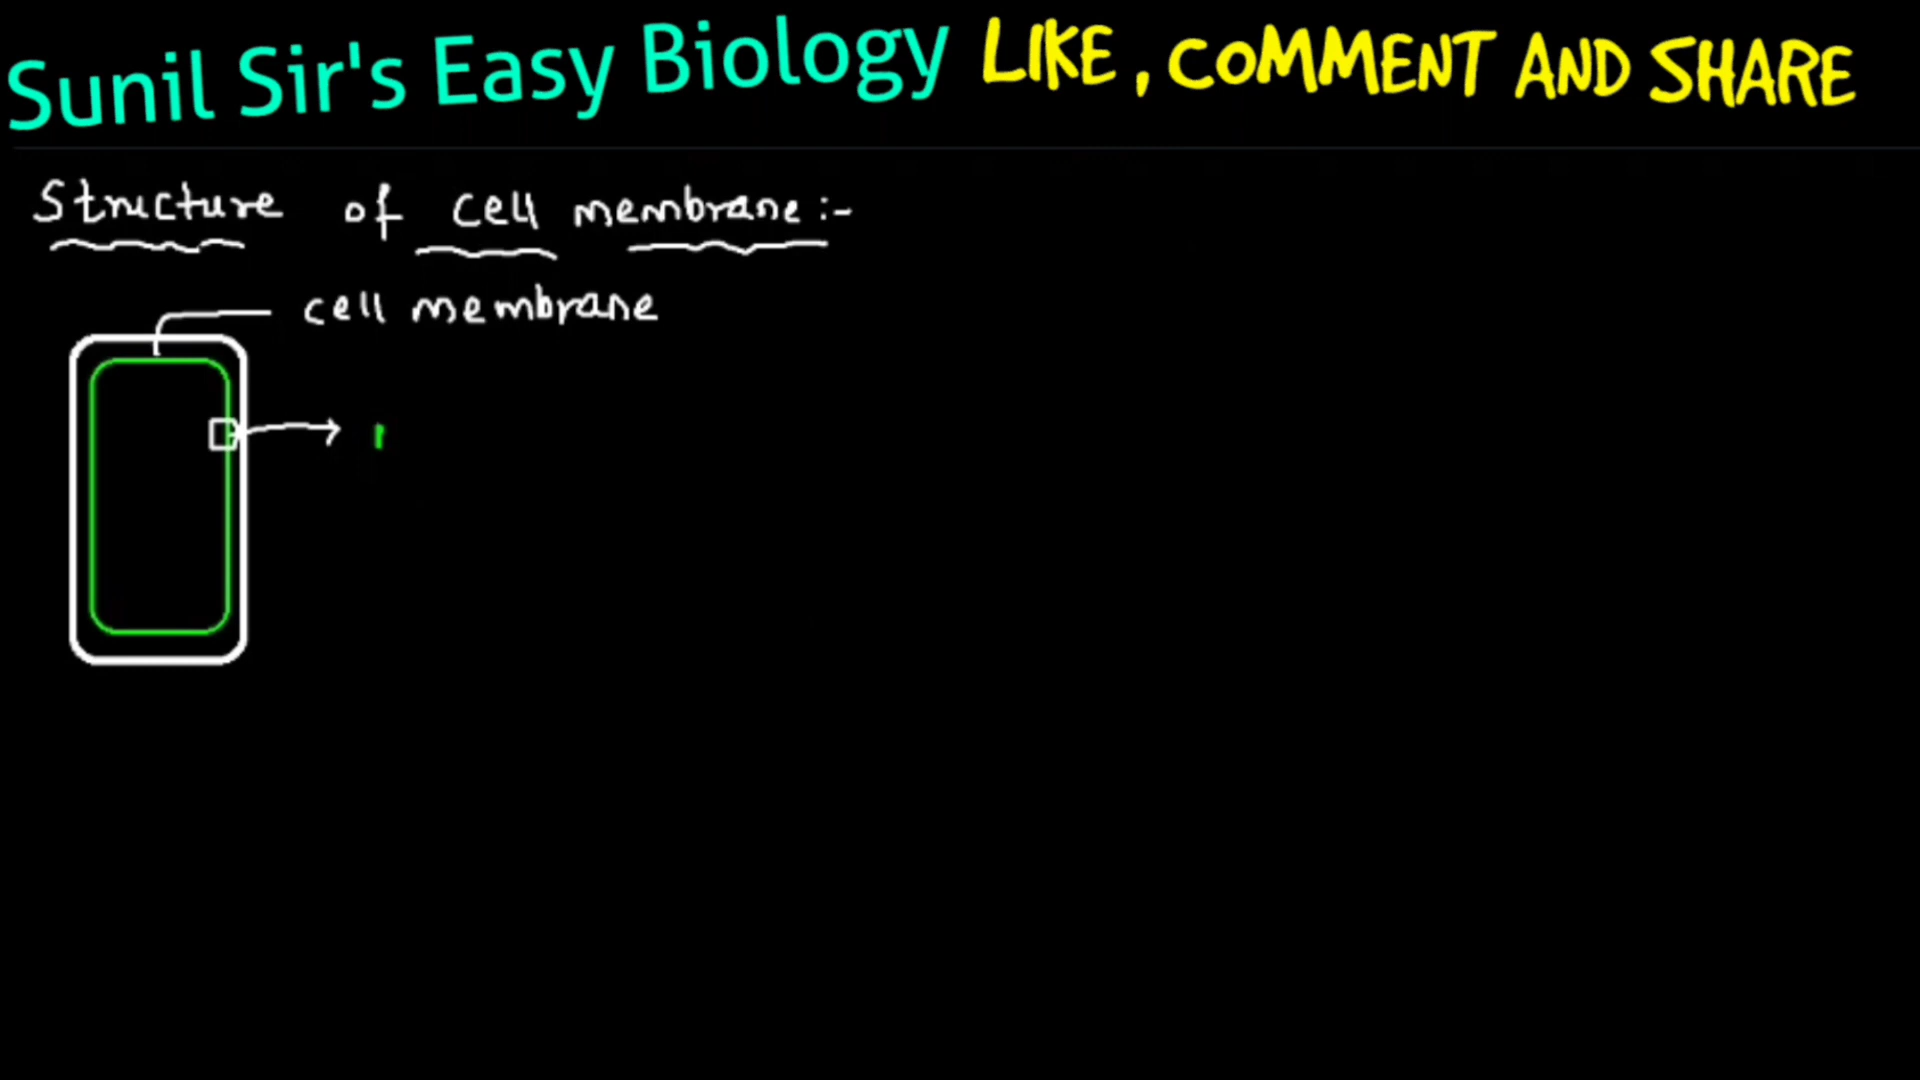 Sunil Sir's Easy Biology LIKE, COMMENT AND SHARE
Structure of cell membrane :-
cell membrane